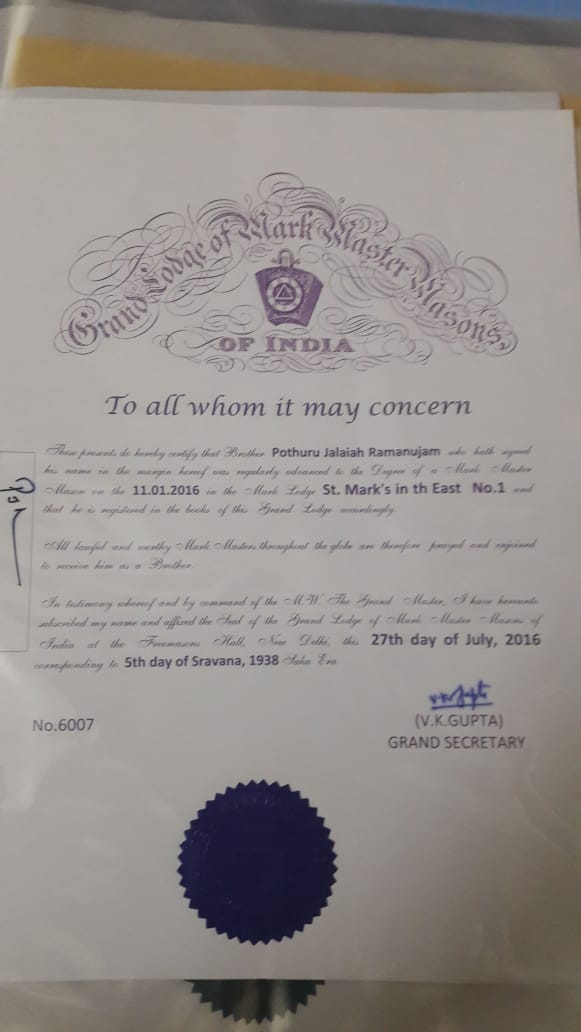 Grand Lodge of Mark Master Masons
OF INDIA
To all whom it may concern
These presents do hereby certify that Brother Pothuru Jalaiah Ramanujam who hath signed
his name in the margin hereof was regularly advanced to the Degree of a Mark Master
Mason on the 11.01.2016 in the Mark Lodge St. Mark's in th East No.1 and
that he is registered in the books of this Grand Lodge accordingly.
All lawful and worthy Mark Masters throughout the globe are therefore prayed and enjoined
to receive him as a Brother.
In testimony whereof and by command of the M.W. The Grand Master, I have hereunto
subscribed my name and affixed the Seal of the Grand Lodge of Mark Master Masons of
India at the Freemasons Hall, New Delhi, this 27th day of July, 2016
corresponding to 5th day of Sravana, 1938 Saka Era.
No.6007
(V.K.GUPTA)
GRAND SECRETARY